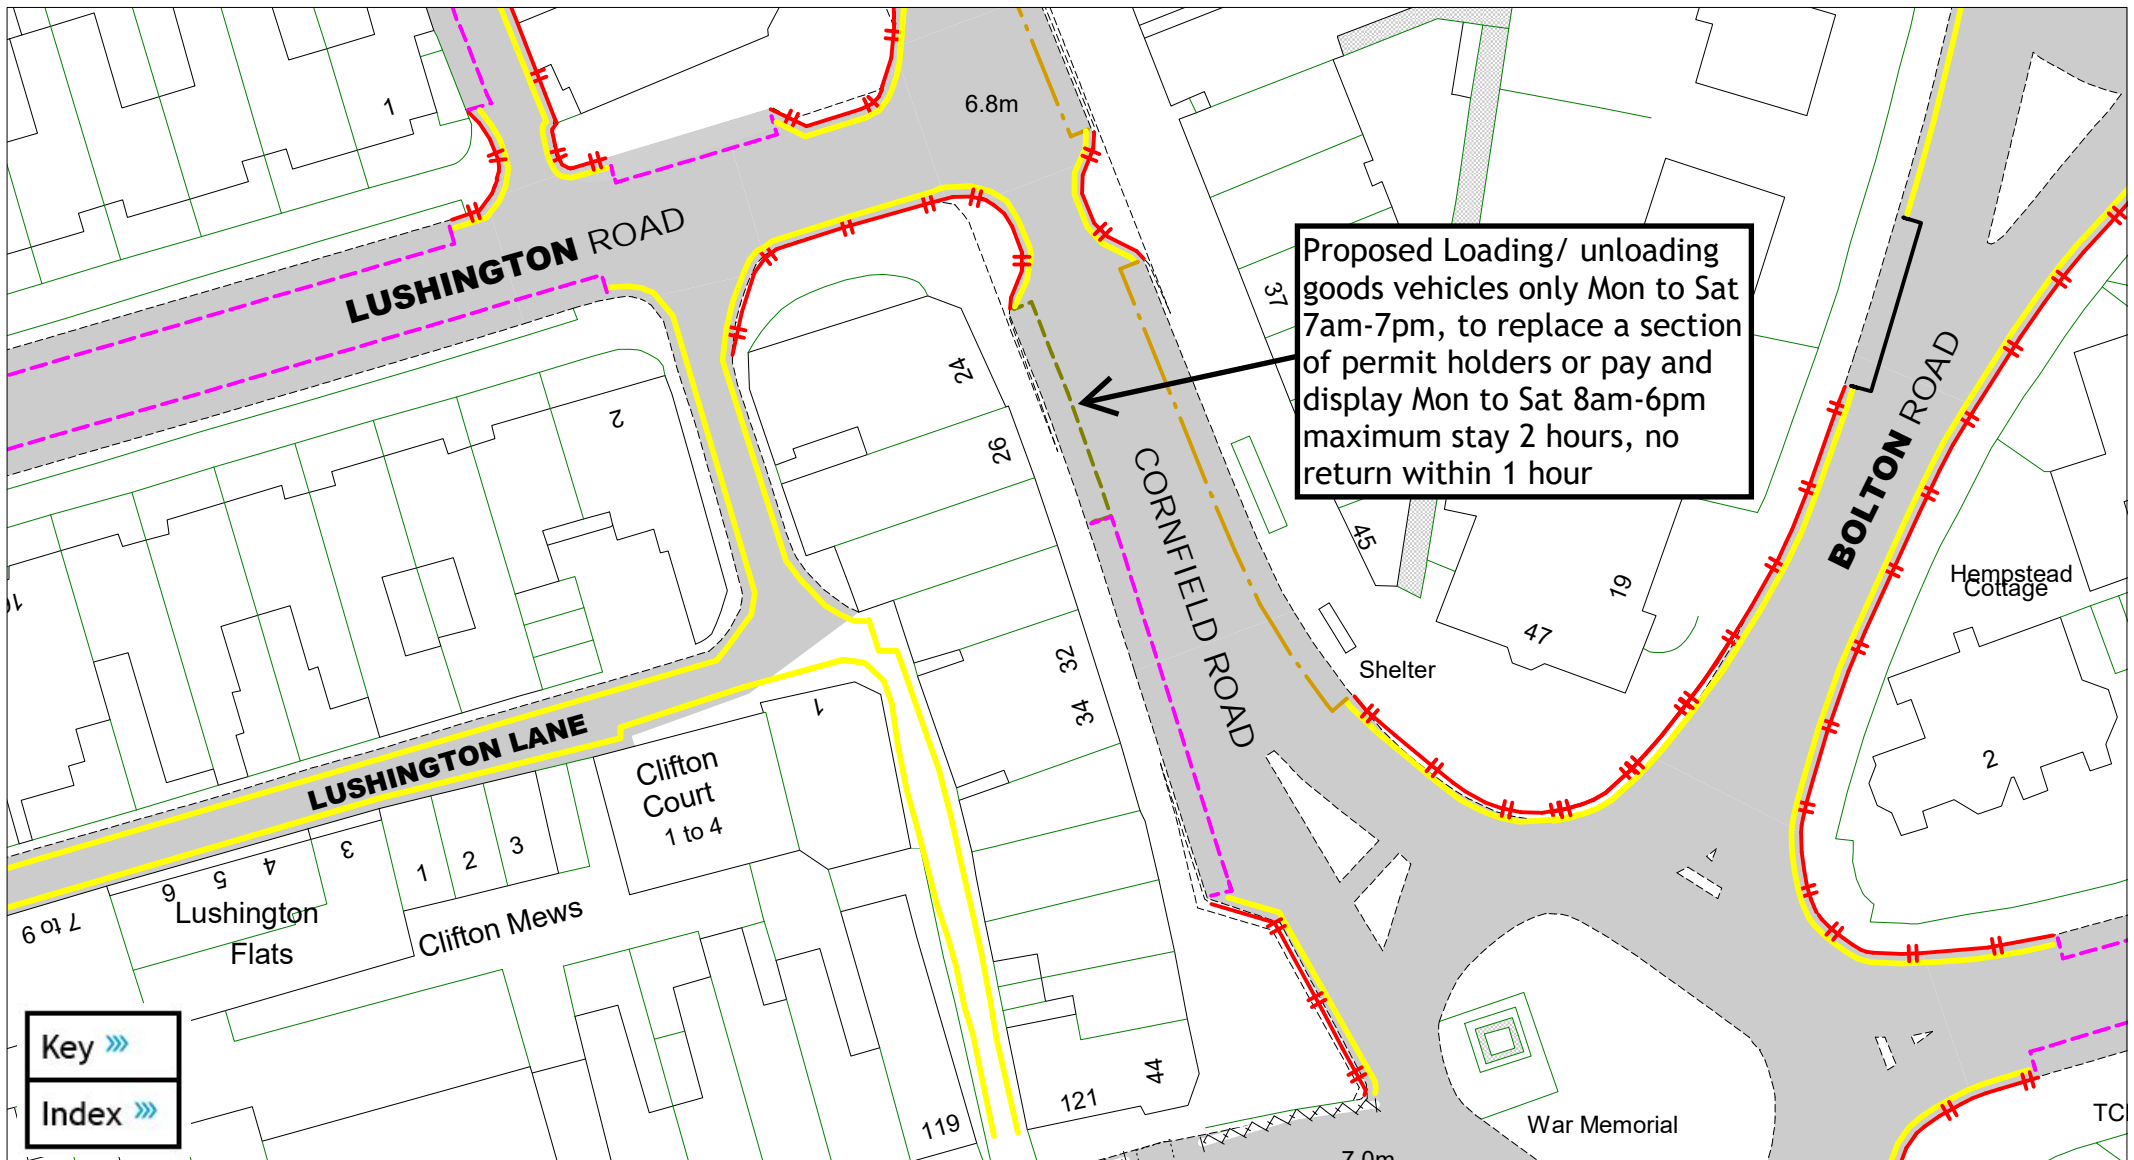 1
6.8m
LUSHINGTON ROAD
Proposed Loading/ unloading
goods vehicles only Mon to Sat
7am-7pm, to replace a section
of permit holders or pay and
display Mon to Sat 8am-6pm
maximum stay 2 hours, no
return within 1 hour
37
24
26
2
CORNFIELD ROAD
BOLTON ROAD
45
19
47
Hempstead
Cottage
Shelter
32
34
1
2
LUSHINGTON LANE
Clifton
Court
1 to 4
3
4
5
6
7 to 9
1
2
3
Lushington
Flats
Clifton Mews
Key »»
Index »»
44
121
119
War Memorial
7.0m